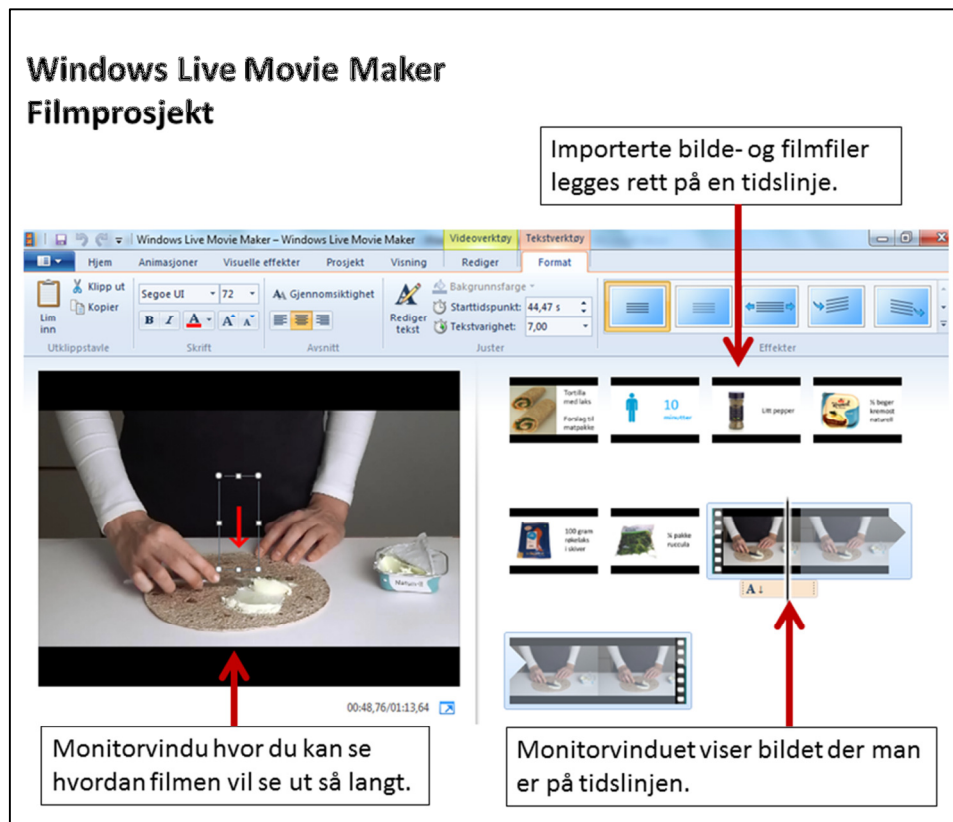 Windows Live Movie Maker
Filmprosjekt
Importerte bilde- og filmfiler
legges rett på en tidslinje.
Windows Live Movie Maker – Windows Live Movie Maker
Videoverktøy
Tekstverktøy
Hjem
Animasjoner
Visuelle effekter
Prosjekt
Visning
Rediger
Format
Lim
inn
Klipp ut
Kopier
Utklippstavle
Segoe UI
72
B I A A A
Skrift
Gjennomsiktighet
Avsnitt
Rediger
tekst
Bakgrunnsfarge
Starttidspunkt: 44,47 s
Tekstvarighet: 7,00
Juster
Effekter
Tortilla
med laks
Forslag til
matpakke
10
minutter
Litt pepper
½ beger
kremost
naturell
100 gram
røkelaks
i skiver
½ pakke
ruccula
A↓
Naturell
00:48,76/01:13,64
Monitorvindu hvor du kan se
hvordan filmen vil se ut så langt.
Monitorvinduet viser bildet der man
er på tidslinjen.